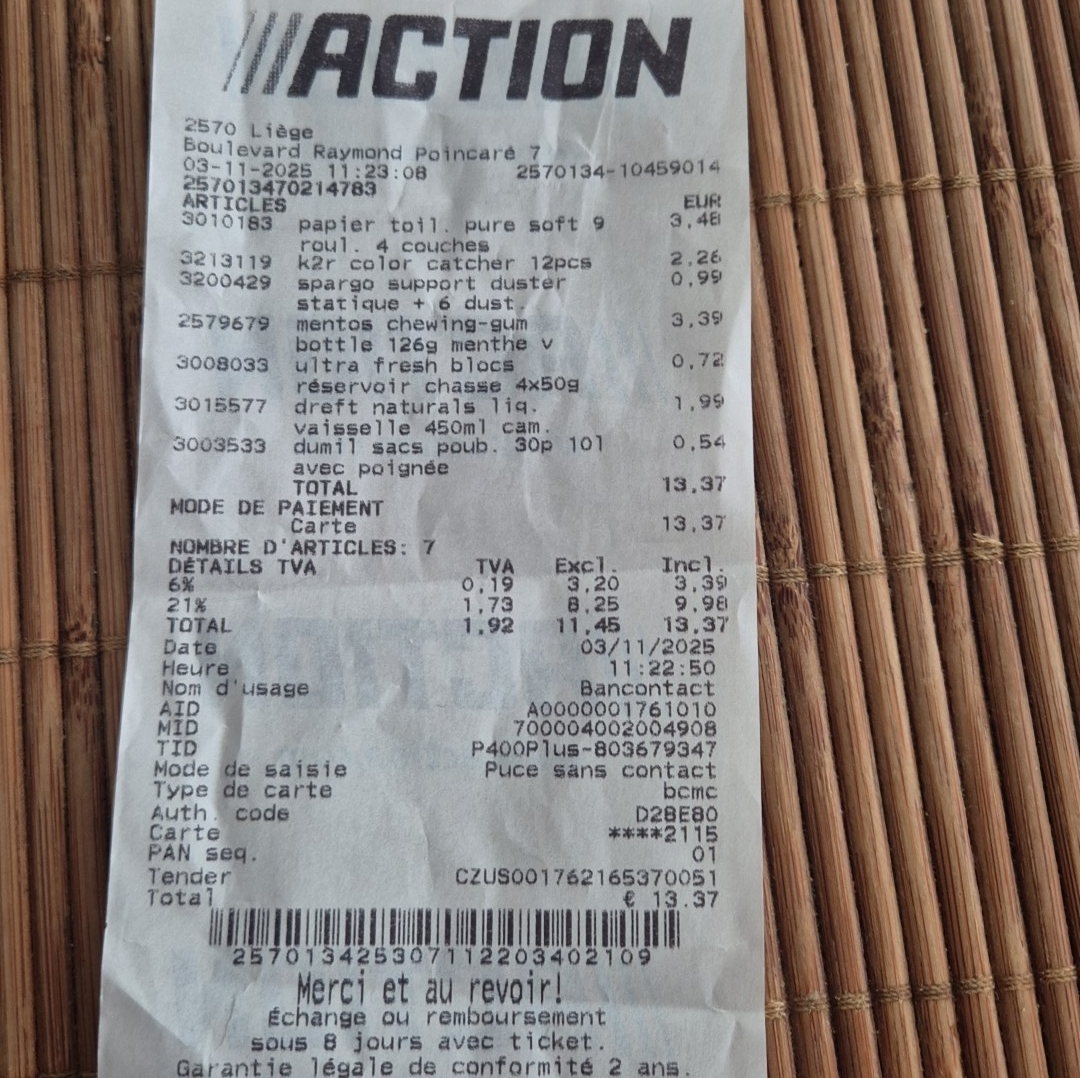 ACTION
2570 Liège
Boulevard Raymond Poincaré 7
03-11-2025 11:23:08 2570134-10459014
257013470214783
ARTICLES EUR
3010183 papier toil. pure soft 9 3,48
roul. 4 couches
3213119 k2r color catcher 12pcs 2,26
3200429 spargo support duster 0,99
statique + 6 dust.
2579679 mentos chewing-gum 3,39
bottle 126g menthe v
3008033 ultra fresh blocs 0,72
réservoir chasse 4x50g
3015577 dreft naturals liq. 1,99
vaisselle 450ml cam.
3003533 dumil sacs poub. 30p 10l 0,54
avec poignée
TOTAL 13,37
MODE DE PAIEMENT
Carte 13,37
NOMBRE D'ARTICLES: 7
DÉTAILS TVA TVA Excl. Incl.
6% 0,19 3,20 3,39
21% 1,73 8,25 9,98
TOTAL 1,92 11,45 13,37
Date 03/11/2025
Heure 11:22:50
Nom d'usage Bancontact
AID A0000001761010
MID 700004002004908
TID P400Plus-803679347
Mode de saisie Puce sans contact
Type de carte bcmc
Auth. code D28E80
Carte ****2115
PAN seq. 01
Tender CZUS001762165370051
Total € 13.37
257013425307112203402109
Merci et au revoir!
Échange ou remboursement
sous 8 jours avec ticket.
Garantie légale de conformité 2 ans.